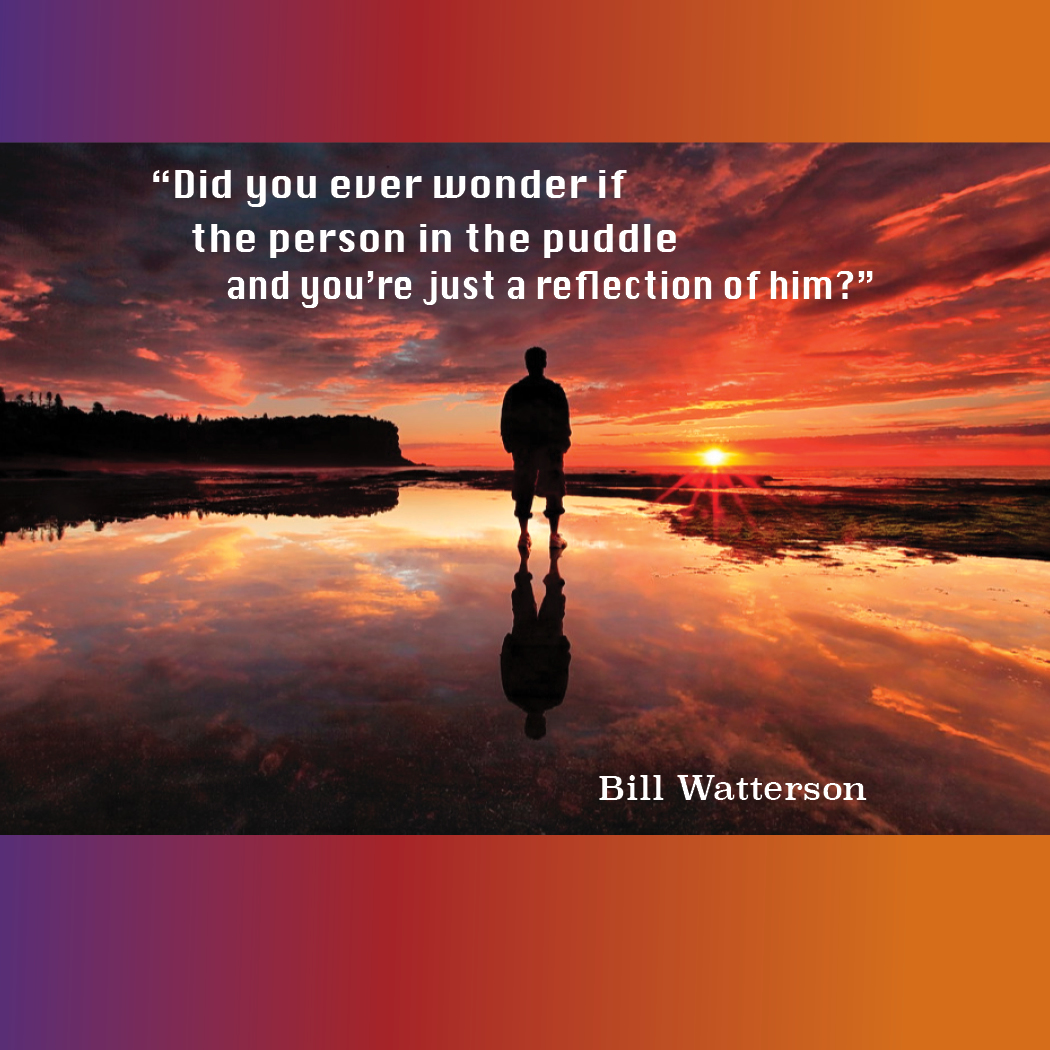 “Did you ever wonder if
the person in the puddle
and you’re just a reflection of him?”
Bill Watterson